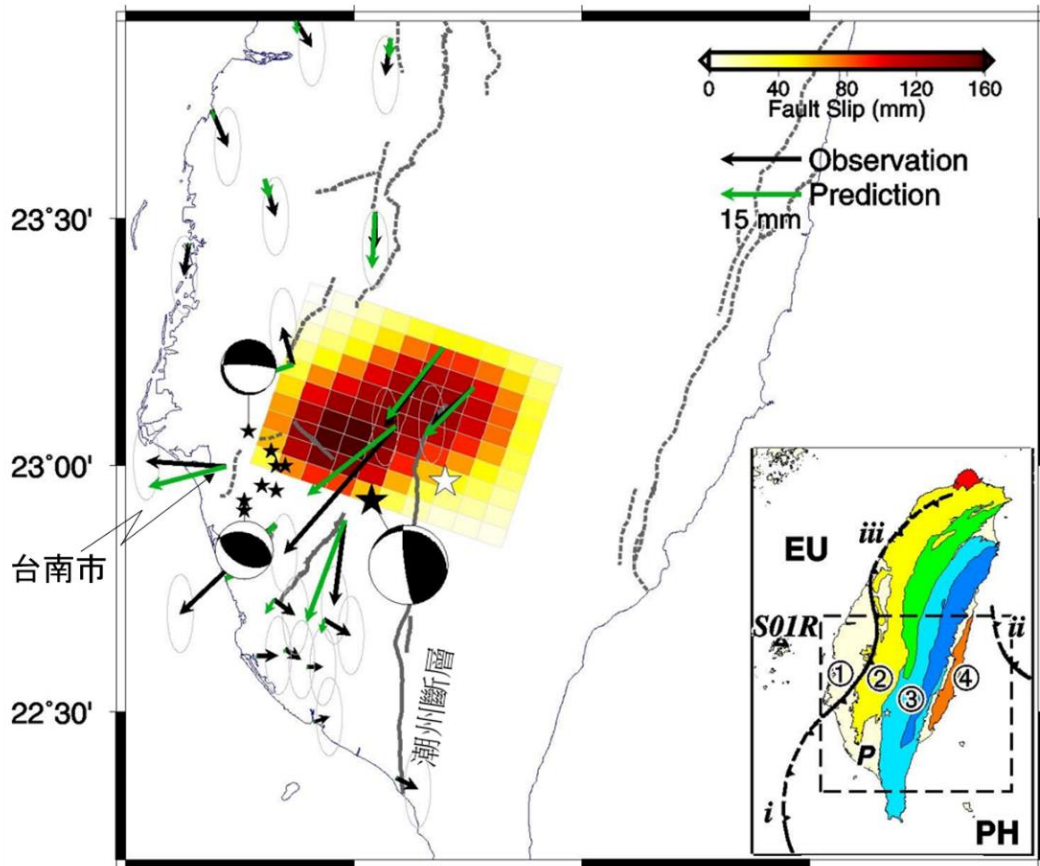 0 40 80 120 160
Fault Slip (mm)
Observation
Prediction
15 mm
23°30'
23°00'
台南市
22°30'
潮州斷層
EU
iii
S01R
ii
① ② ③ ④
P
i
PH